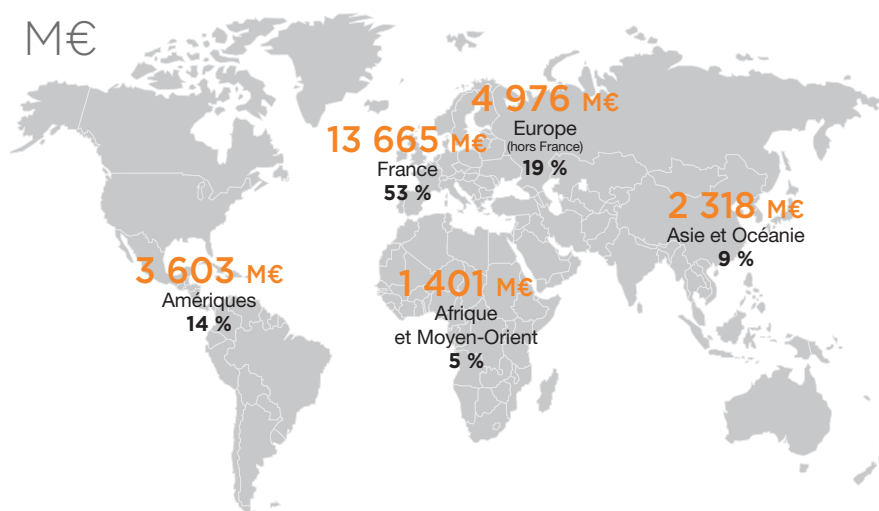 M€
4 976 M€
Europe
(hors France)
19 %
13 665 M€
France
53 %
2 318 M€
Asie et Océanie
9 %
3 603 M€
Amériques
14 %
1 401 M€
Afrique
et Moyen-Orient
5 %